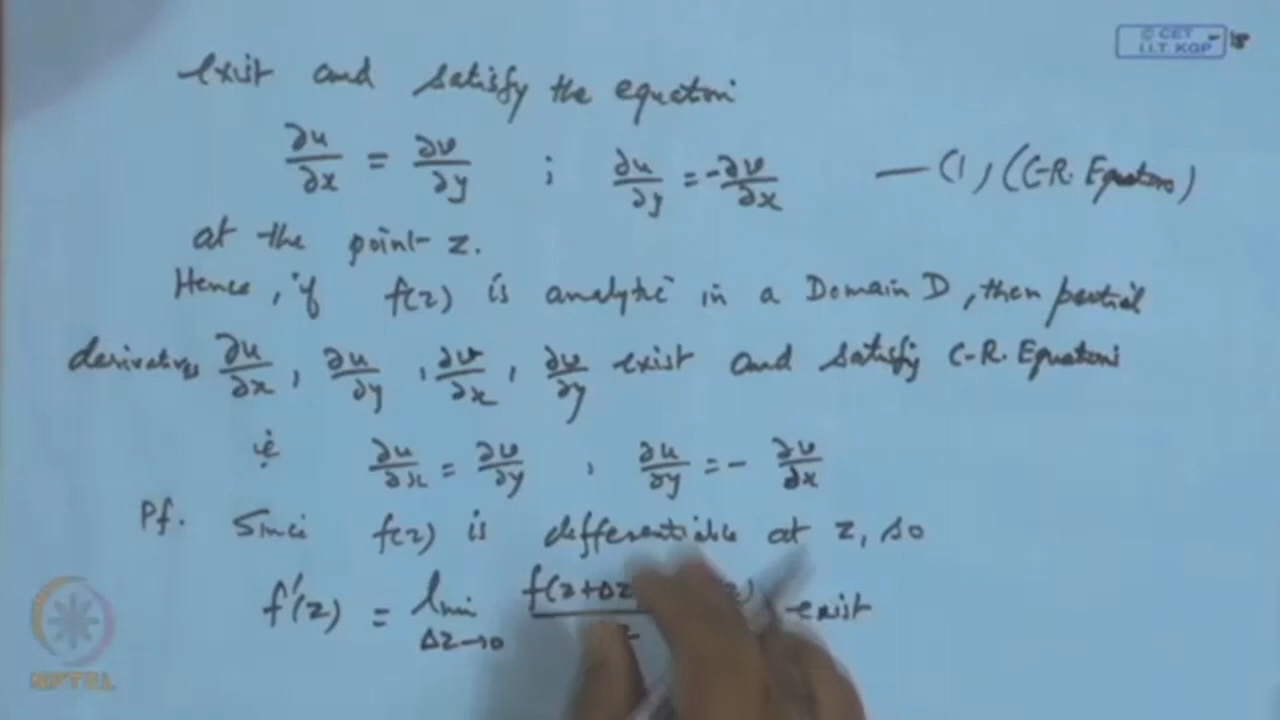 © CET
I.I.T. KGP
exist and satisfy the equation
∂u/∂x = ∂v/∂y ; ∂u/∂y = -∂v/∂x — (1) (C-R. Equations)
at the point z.
Hence, if f(z) is analytic in a Domain D, then partial
derivatives ∂u/∂x, ∂u/∂y, ∂v/∂x, ∂v/∂y exist and satisfy C-R. Equations
ie ∂u/∂x = ∂v/∂y , ∂u/∂y = - ∂v/∂x
Pf. Since f(z) is differentiable at z, so
f'(z) = lim Δz→0 f(z+Δz z) / z exist
NPTEL